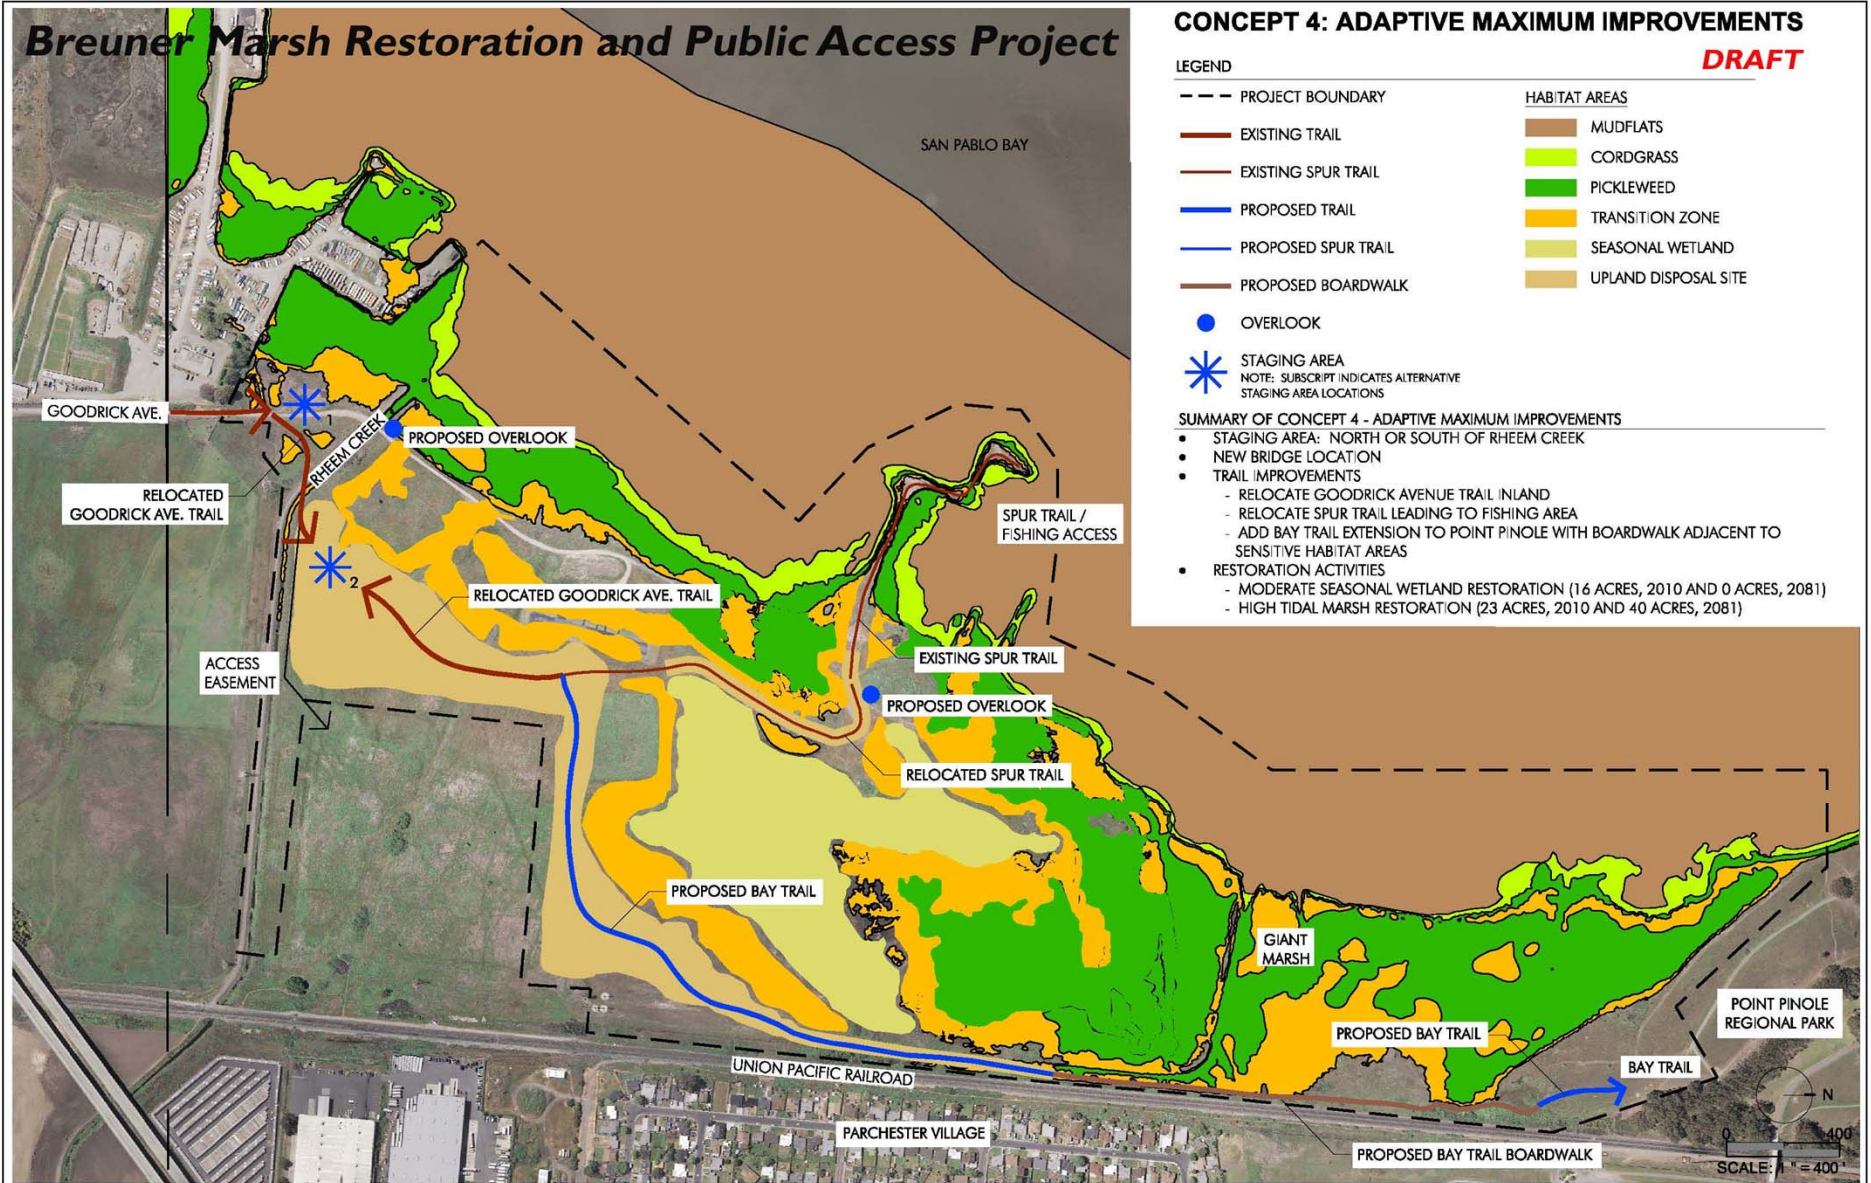 Breuner Marsh Restoration and Public Access Project
CONCEPT 4: ADAPTIVE MAXIMUM IMPROVEMENTS
DRAFT
LEGEND
PROJECT BOUNDARY
EXISTING TRAIL
EXISTING SPUR TRAIL
PROPOSED TRAIL
PROPOSED SPUR TRAIL
PROPOSED BOARDWALK
OVERLOOK
STAGING AREA
NOTE: SUBSCRIPT INDICATES ALTERNATIVE
STAGING AREA LOCATIONS
HABITAT AREAS
MUDFLATS
CORDGRASS
PICKLEWEED
TRANSITION ZONE
SEASONAL WETLAND
UPLAND DISPOSAL SITE
SUMMARY OF CONCEPT 4 - ADAPTIVE MAXIMUM IMPROVEMENTS
• STAGING AREA: NORTH OR SOUTH OF RHEEM CREEK
• NEW BRIDGE LOCATION
• TRAIL IMPROVEMENTS
- RELOCATE GOODRICK AVENUE TRAIL INLAND
- RELOCATE SPUR TRAIL LEADING TO FISHING AREA
- ADD BAY TRAIL EXTENSION TO POINT PINOLE WITH BOARDWALK ADJACENT TO
SENSITIVE HABITAT AREAS
• RESTORATION ACTIVITIES
- MODERATE SEASONAL WETLAND RESTORATION (16 ACRES, 2010 AND 0 ACRES, 2081)
- HIGH TIDAL MARSH RESTORATION (23 ACRES, 2010 AND 40 ACRES, 2081)
SAN PABLO BAY
GOODRICK AVE.
1
RHEEM CREEK
PROPOSED OVERLOOK
RELOCATED
GOODRICK AVE. TRAIL
SPUR TRAIL /
FISHING ACCESS
2
RELOCATED GOODRICK AVE. TRAIL
ACCESS
EASEMENT
EXISTING SPUR TRAIL
PROPOSED OVERLOOK
RELOCATED SPUR TRAIL
PROPOSED BAY TRAIL
GIANT
MARSH
POINT PINOLE
REGIONAL PARK
PROPOSED BAY TRAIL
BAY TRAIL
UNION PACIFIC RAILROAD
PARCHESTER VILLAGE
PROPOSED BAY TRAIL BOARDWALK
N
0 400
SCALE: 1 " = 400 '